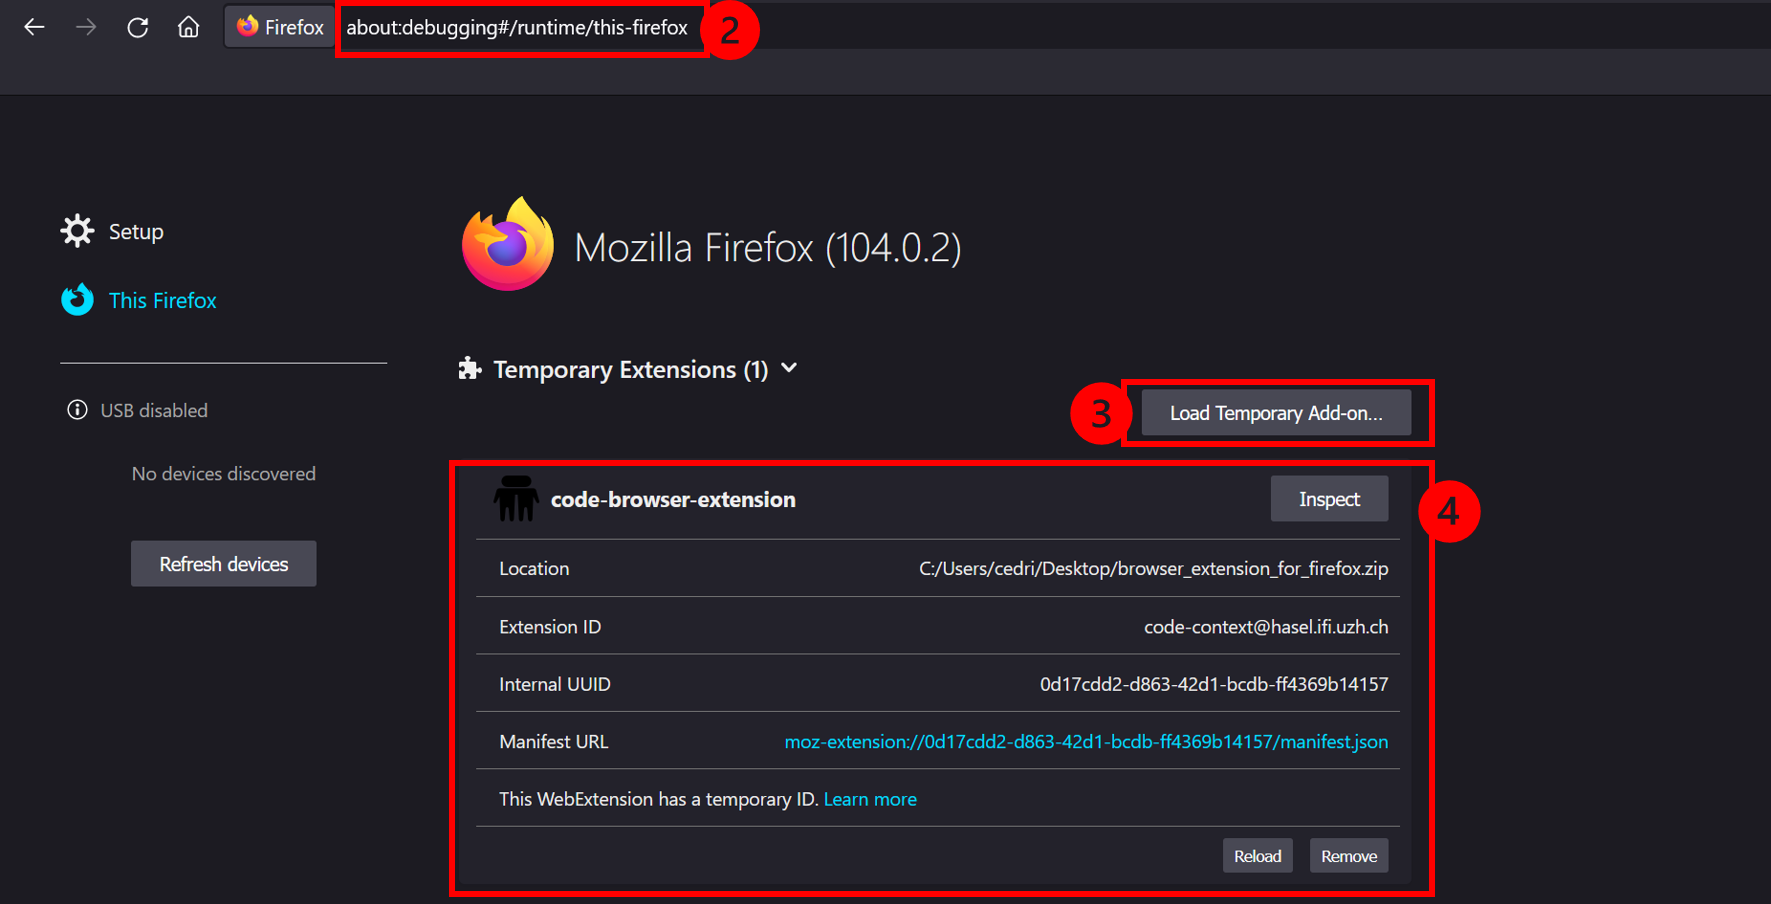 Firefox about:debugging#/runtime/this-firefox 2
Setup
Mozilla Firefox (104.0.2)
This Firefox
Temporary Extensions (1)
USB disabled
3 Load Temporary Add-on...
No devices discovered
code-browser-extension Inspect 4
Refresh devices
Location C:/Users/cedri/Desktop/browser_extension_for_firefox.zip
Extension ID code-context@hasel.ifi.uzh.ch
Internal UUID 0d17cdd2-d863-42d1-bcdb-ff4369b14157
Manifest URL moz-extension://0d17cdd2-d863-42d1-bcdb-ff4369b14157/manifest.json
This WebExtension has a temporary ID. Learn more
Reload Remove